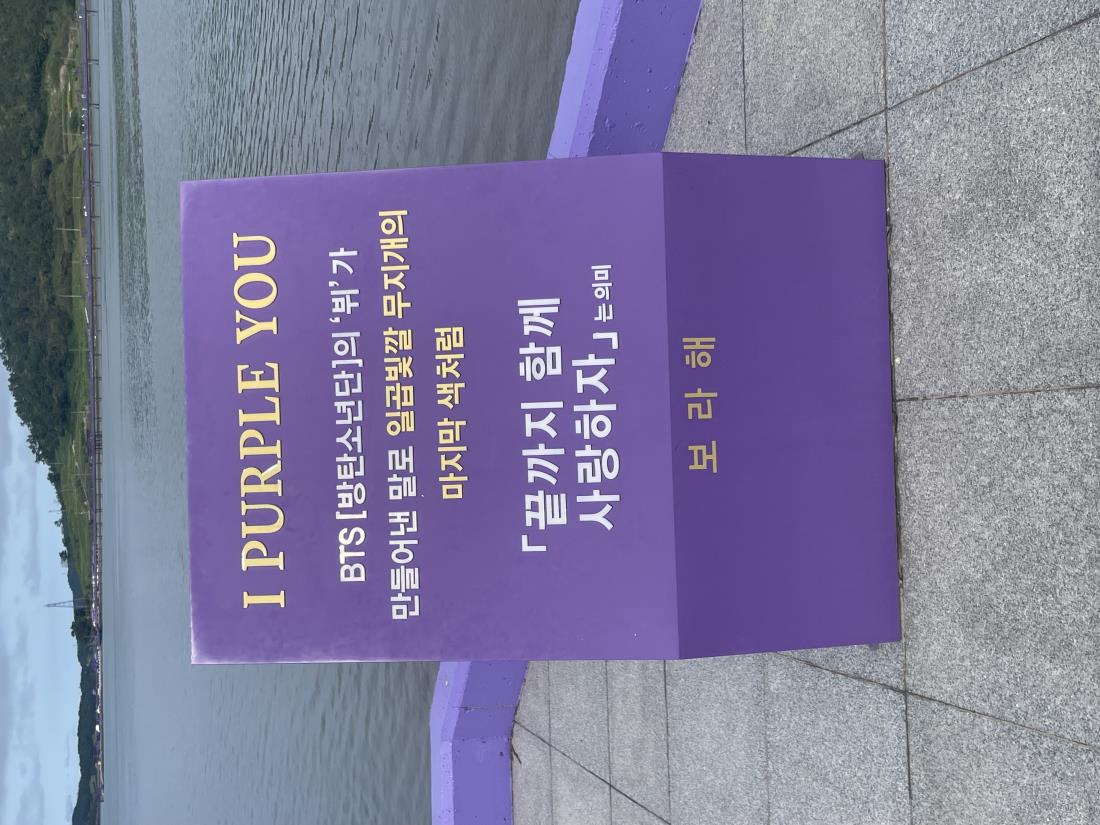 I PURPLE YOU
BTS [방탄소년단]의 ‘뷔’가
만들어낸 말로 일곱빛깔 무지개의
마지막 색처럼
「끝까지 함께
사랑하자」는의미
보라해